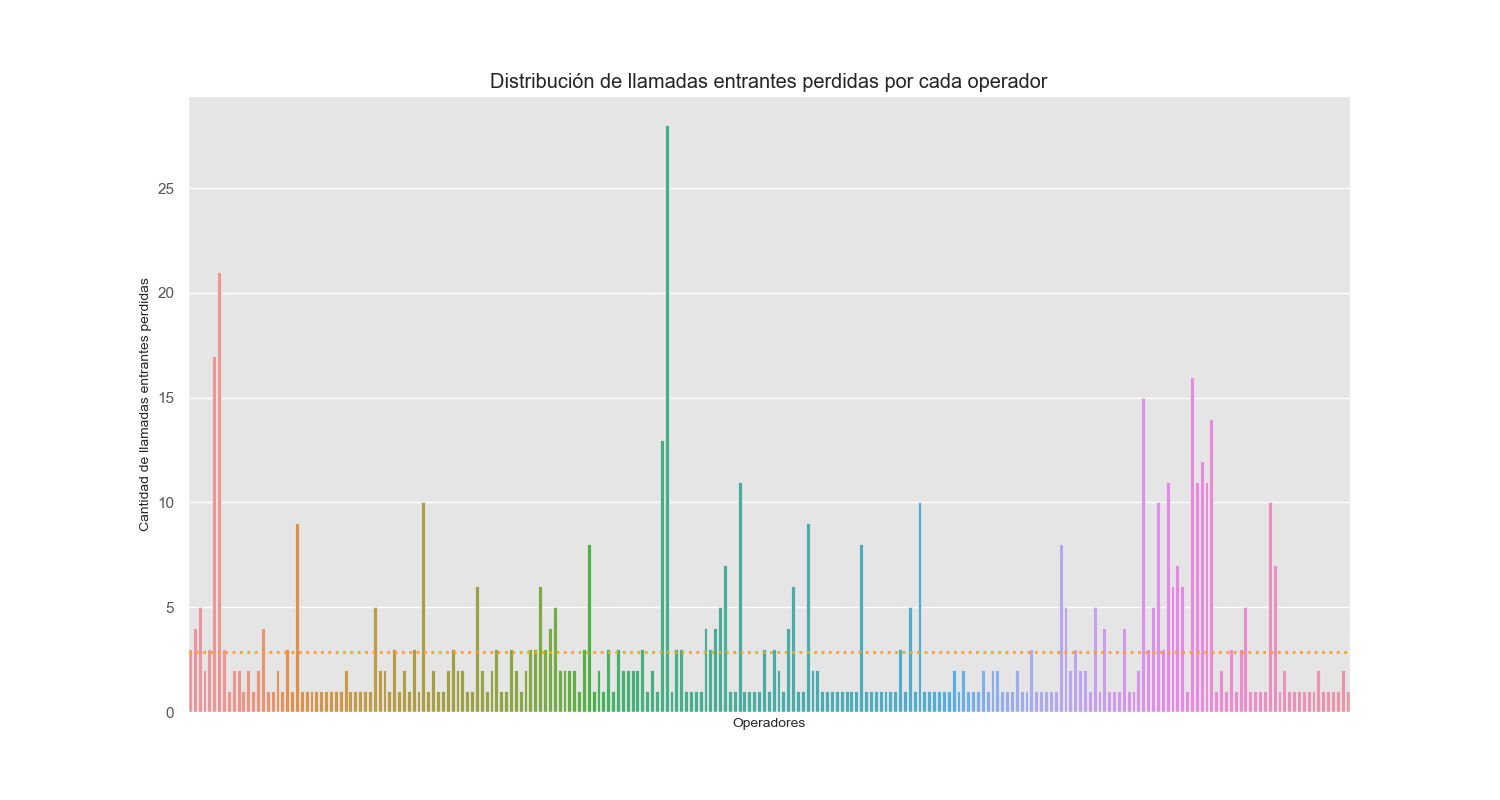 Distribución de llamadas entrantes perdidas por cada operador
Cantidad de llamadas entrantes perdidas
25
20
15
10
5
0
Operadores